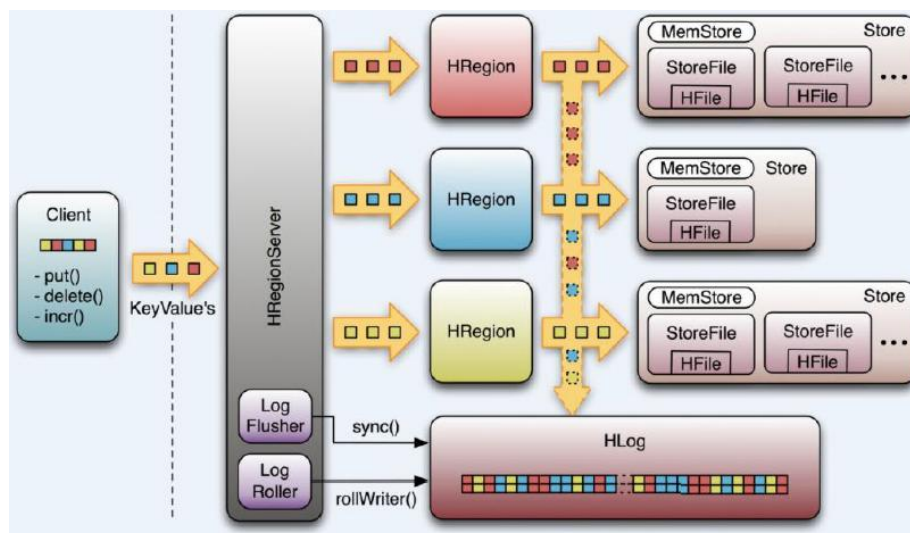 Client
- put()
- delete()
- incr()
KeyValue's
HRegionServer
Log
Flusher
Log
Roller
sync()
rollWriter()
HRegion
MemStore
Store
StoreFile
HFile
StoreFile
HFile
...
HRegion
MemStore
Store
StoreFile
HFile
HRegion
MemStore
Store
StoreFile
HFile
StoreFile
HFile
...
HLog